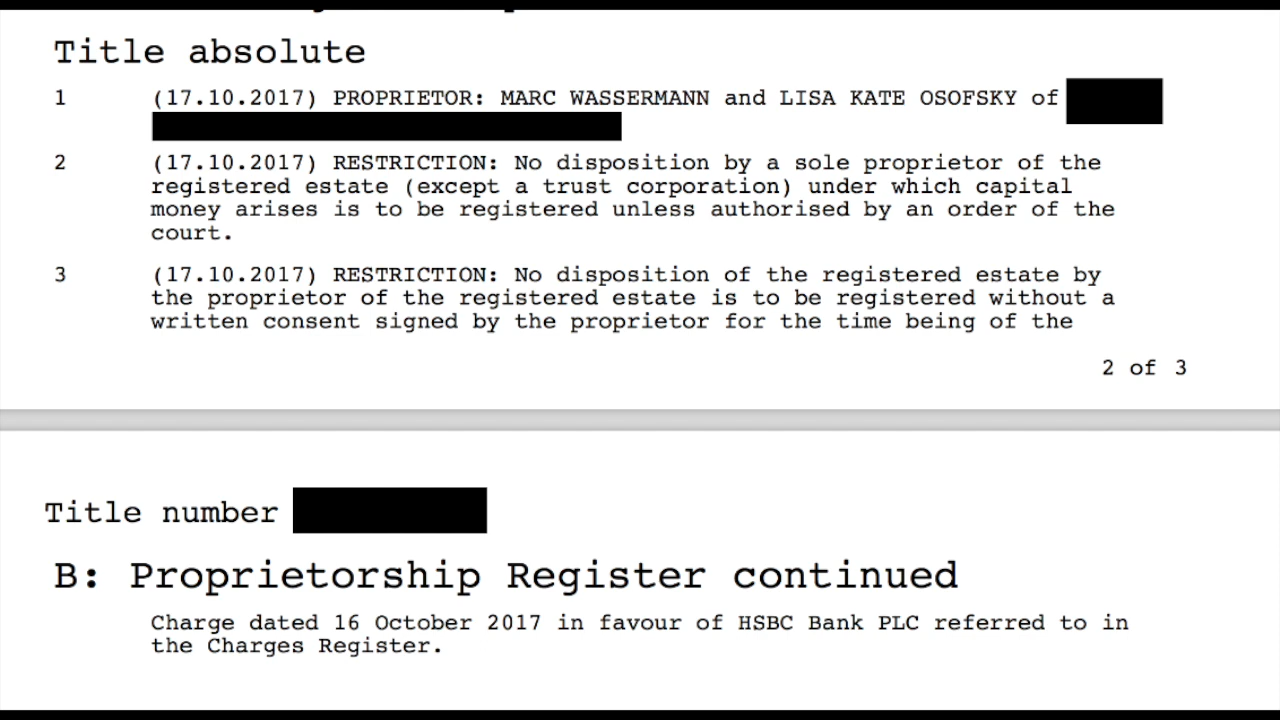 Title absolute
1 (17.10.2017) PROPRIETOR: MARC WASSERMANN and LISA KATE OSOFSKY of
2 (17.10.2017) RESTRICTION: No disposition by a sole proprietor of the
registered estate (except a trust corporation) under which capital
money arises is to be registered unless authorised by an order of the
court.
3 (17.10.2017) RESTRICTION: No disposition of the registered estate by
the proprietor of the registered estate is to be registered without a
written consent signed by the proprietor for the time being of the
2 of 3
Title number
B: Proprietorship Register continued
Charge dated 16 October 2017 in favour of HSBC Bank PLC referred to in
the Charges Register.